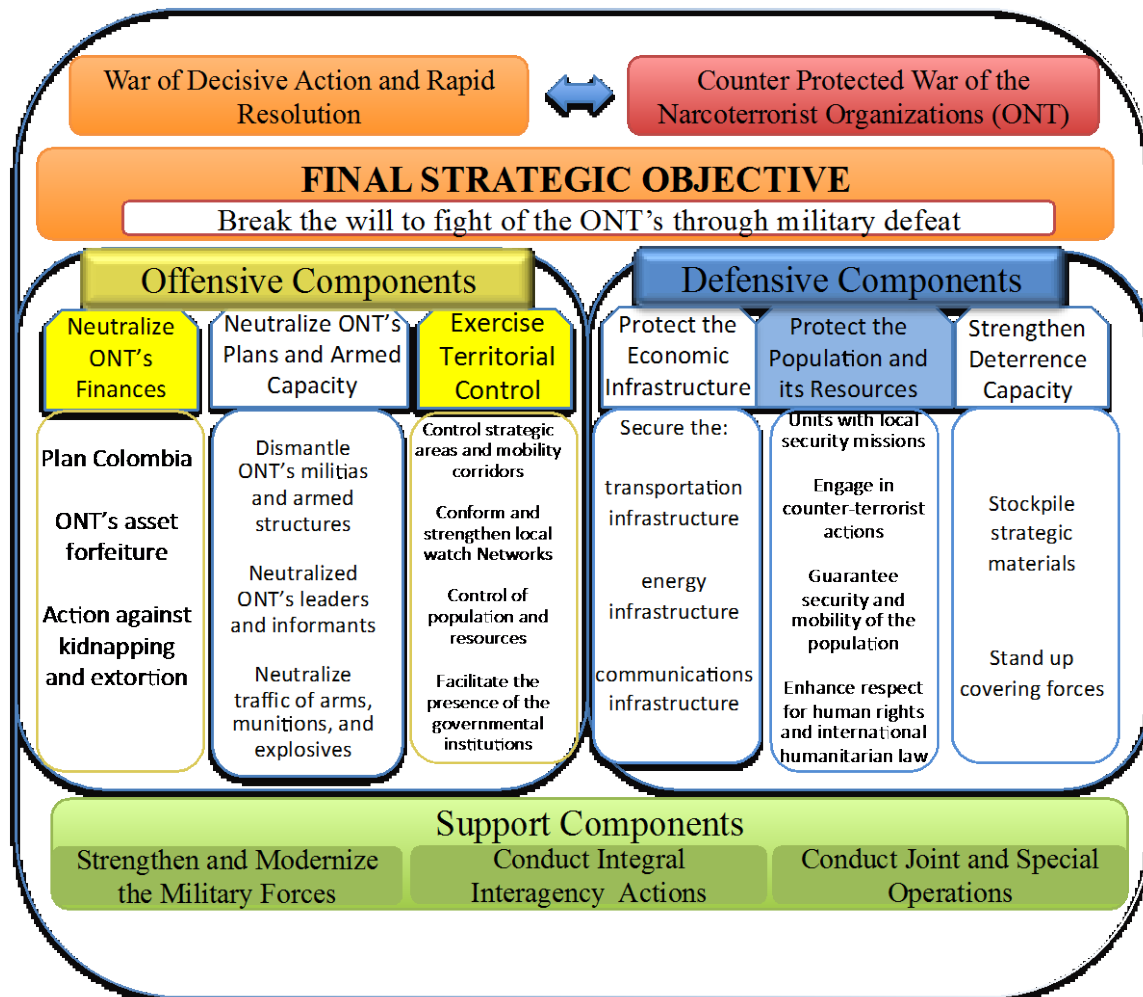 War of Decisive Action and Rapid
Resolution
Counter Protected War of the
Narcoterrorist Organizations (ONT)
FINAL STRATEGIC OBJECTIVE
Break the will to fight of the ONT's through military defeat
Offensive Components
Neutralize
ONT's
Finances
Plan Colombia
ONT's asset
forfeiture
Action against
kidnapping
and extortion
Neutralize ONT's
Plans and Armed
Capacity
Dismantle
ONT's militias
and armed
structures
Neutralized
ONT's leaders
and informants
Neutralize
traffic of arms,
munitions, and
explosives
Exercise
Territorial
Control
Control strategic
areas and mobility
corridors
Conform and
strengthen local
watch Networks
Control of
population and
resources
Facilitate the
presence of the
governmental
institutions
Defensive Components
Protect the
Economic
Infrastructure
Secure the:
transportation
infrastructure
energy
infrastructure
communications
infrastructure
Protect the
Population and
its Resources
Units with local
security missions
Engage in
counter-terrorist
actions
Guarantee
security and
mobility of the
population
Enhance respect
for human rights
and international
humanitarian law
Strengthen
Deterrence
Capacity
Stockpile
strategic
materials
Stand up
covering forces
Support Components
Strengthen and Modernize
the Military Forces
Conduct Integral
Interagency Actions
Conduct Joint and Special
Operations